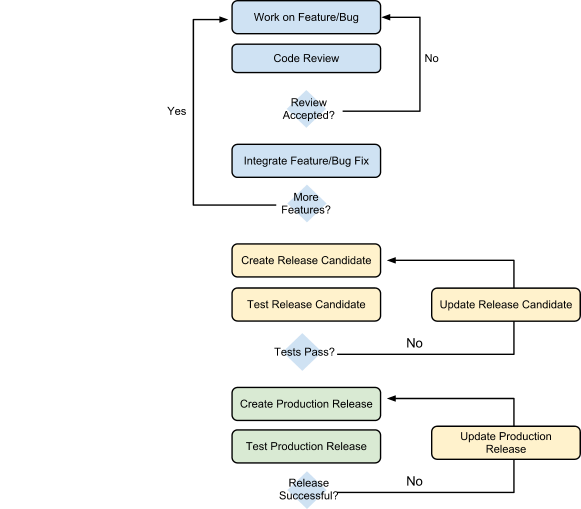 Work on Feature/Bug
Code Review
No
Review
Accepted?
Yes
Integrate Feature/Bug Fix
More
Features?
Create Release Candidate
Test Release Candidate
Update Release Candidate
Tests Pass?
No
Create Production Release
Test Production Release
Update Production
Release
Release
Successful?
No